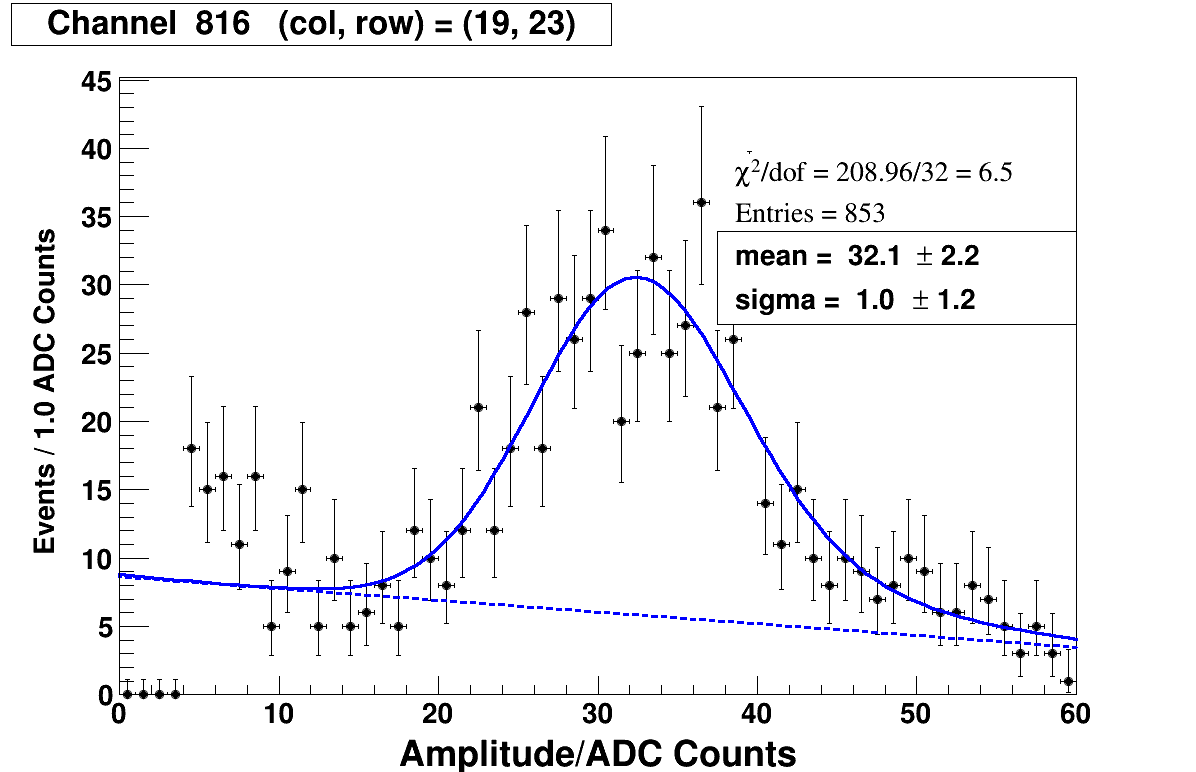 Channel 816 (col, row) = (19, 23)
45
40
35
30
25
20
15
10
5
0
Events / 1.0 ADC Counts
χ²/dof = 208.96/32 = 6.5
Entries = 853
mean = 32.1 ± 2.2
sigma = 1.0 ± 1.2
0 10 20 30 40 50 60
Amplitude/ADC Counts